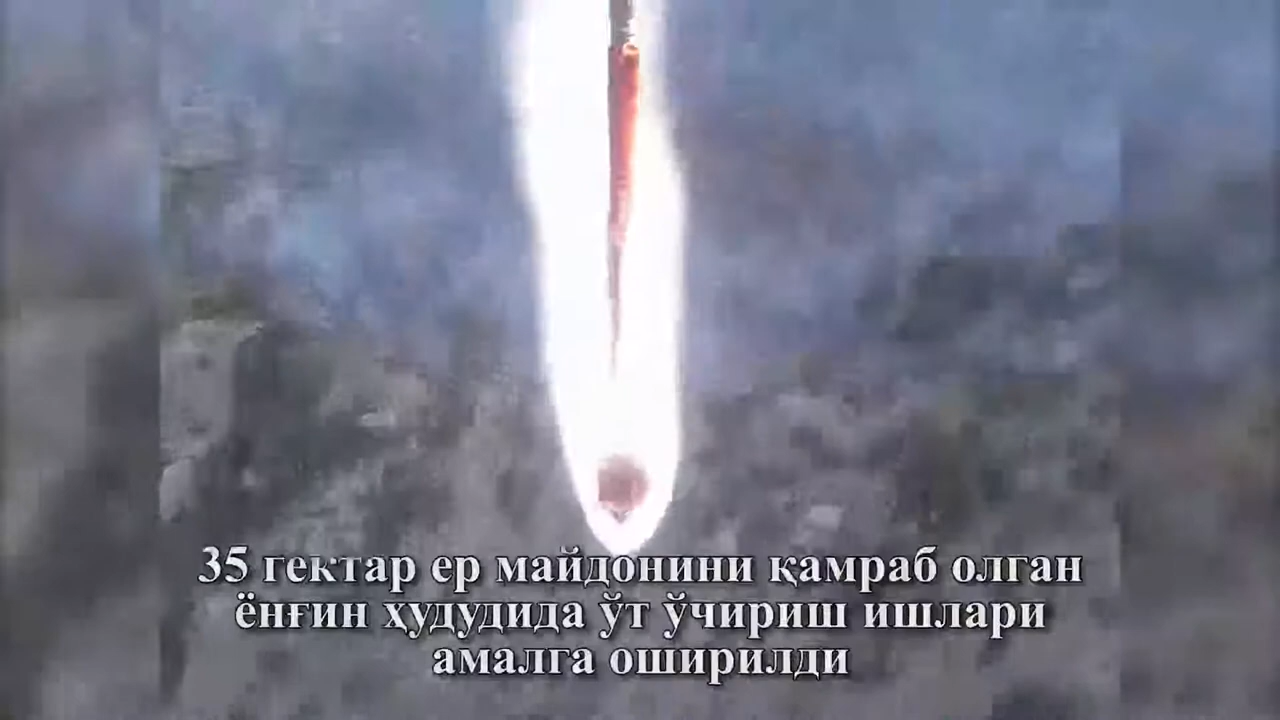 35 гектар ер майдонини қамраб олган
ёнғин ҳудудида ўт ўчириш ишлари
амалга оширилди